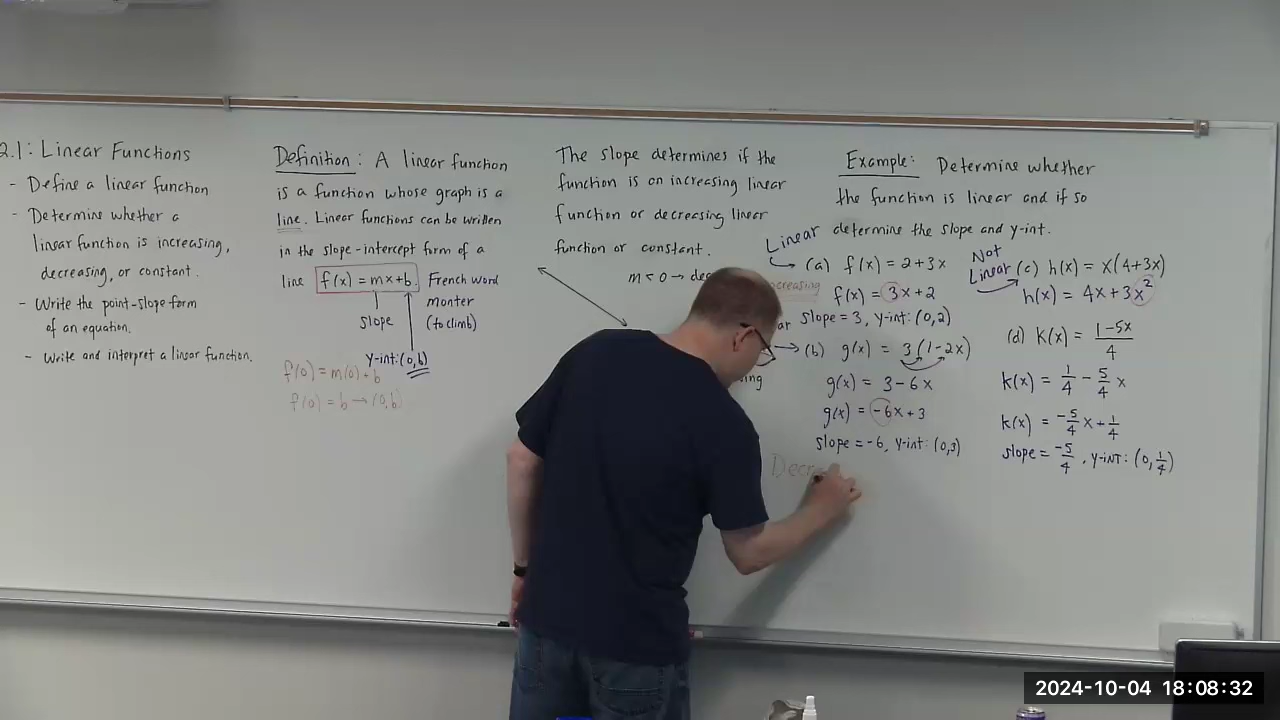 2.1: Linear Functions
- Define a linear function
- Determine whether a
linear function is increasing,
decreasing, or constant.
- Write the point-slope form
of an equation.
- Write and interpret a linear function.
Definition: A linear function
is a function whose graph is a
line. Linear functions can be written
in the slope-intercept form of a
line f(x) = mx+b. French word
monter
(to climb)
slope
y-int: (0,b)
f(0) = m(0)+b
f(0) = b → (0,b)
The slope determines if the
function is an increasing linear
function or decreasing linear
function or constant.
m < 0 →
Example: Determine whether
the function is linear and if so
determine the slope and y-int.
Linear
(a) f(x) = 2+3x
f(x) = 3x+2
slope = 3, y-int: (0,2)
increasing
→ (b) g(x) = 3(1-2x)
g(x) = 3-6x
g(x) = -6x+3
slope = -6, y-int: (0,3)
Not
Linear (c) h(x) = x(4+3x)
h(x) = 4x+3x²
(d) k(x) = (1-5x)/4
k(x) = 1/4 - 5/4 x
k(x) = -5/4 x + 1/4
slope = -5/4, y-int: (0, 1/4)
2024-10-04 18:08:32